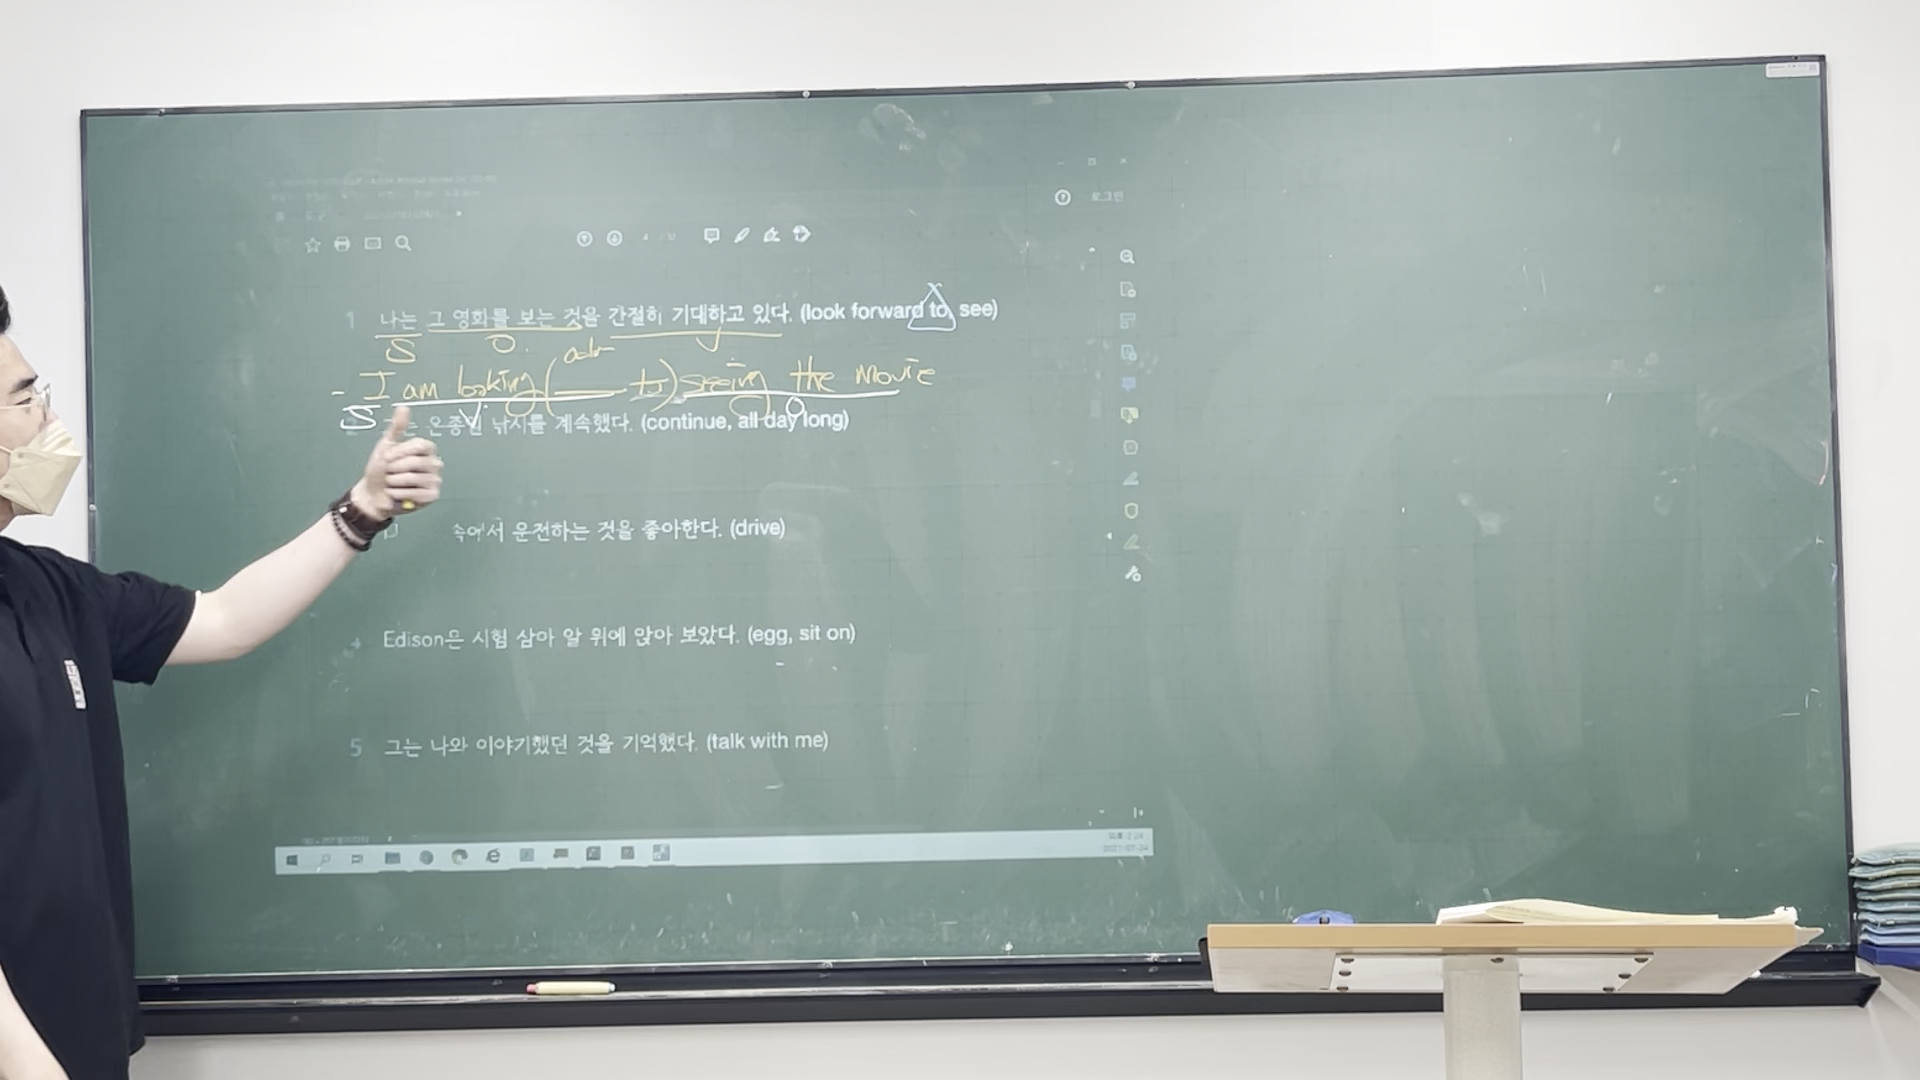 로그인
1 나는 그 영화를 보는 것을 간절히 기대하고 있다. (look forward to, see)
S O V
- I am looking ( to) seeing the movie
S V O
는 온종일 낚시를 계속했다. (continue, all day long)
속에서 운전하는 것을 좋아한다. (drive)
4 Edison은 시험 삼아 알 위에 앉아 보았다. (egg, sit on)
5 그는 나와 이야기했던 것을 기억했다. (talk with me)